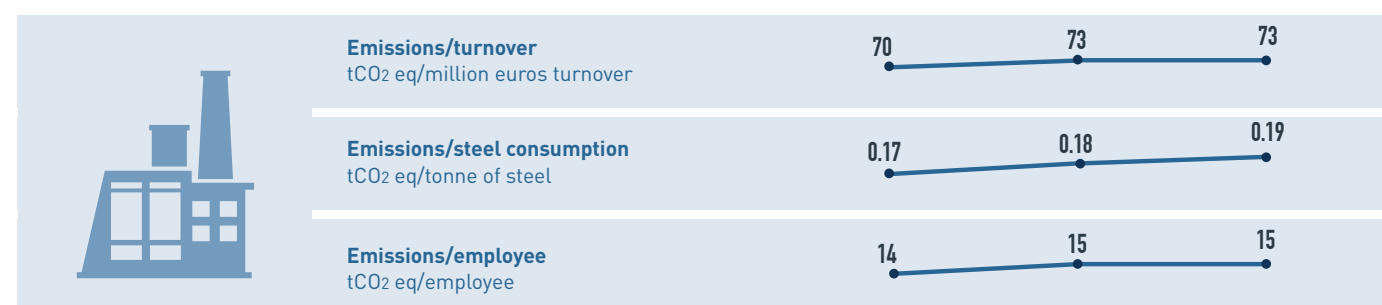 Emissions/turnover
tCO2 eq/million euros turnover
70 73 73
Emissions/steel consumption
tCO2 eq/tonne of steel
0.17 0.18 0.19
Emissions/employee
tCO2 eq/employee
14 15 15